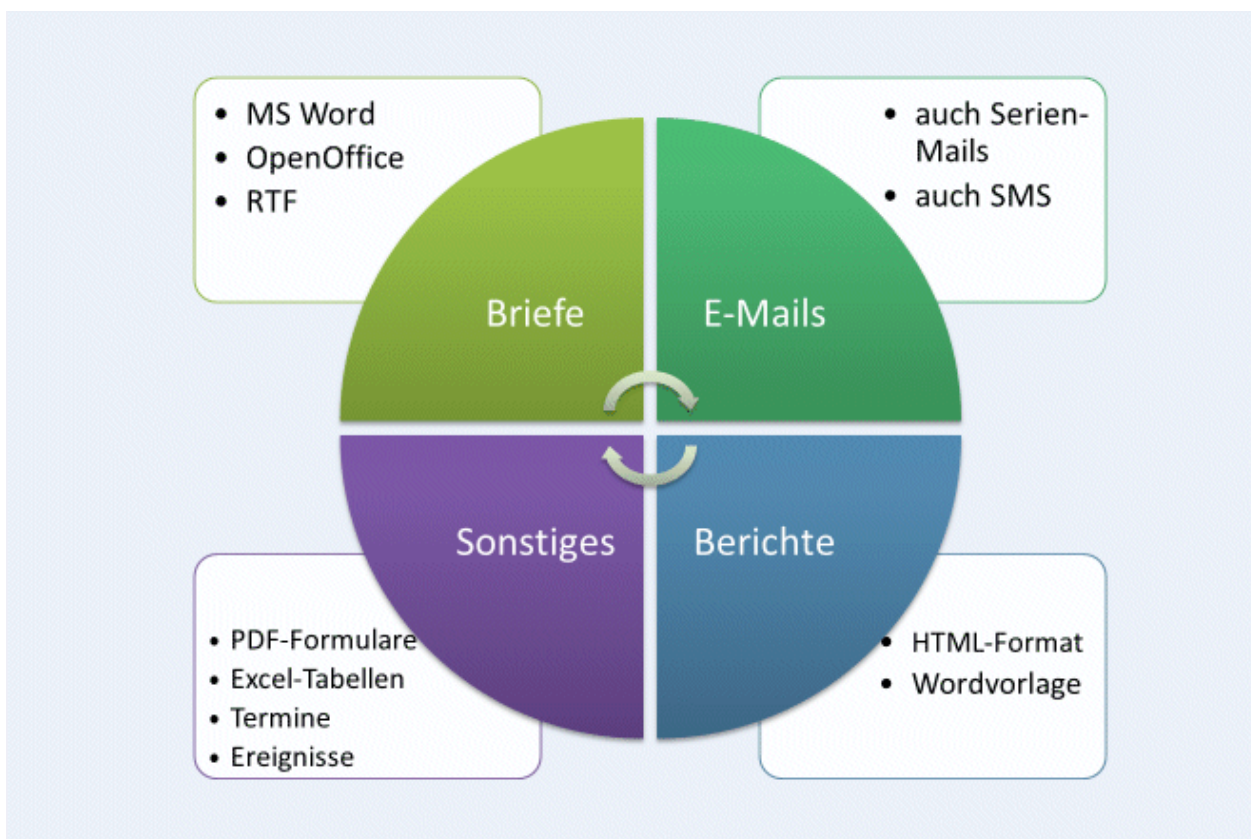 • MS Word
• OpenOffice
• RTF
• auch Serien-
Mails
• auch SMS
Briefe
E-Mails
Sonstiges
Berichte
• PDF-Formulare
• Excel-Tabellen
• Termine
• Ereignisse
• HTML-Format
• Wordvorlage